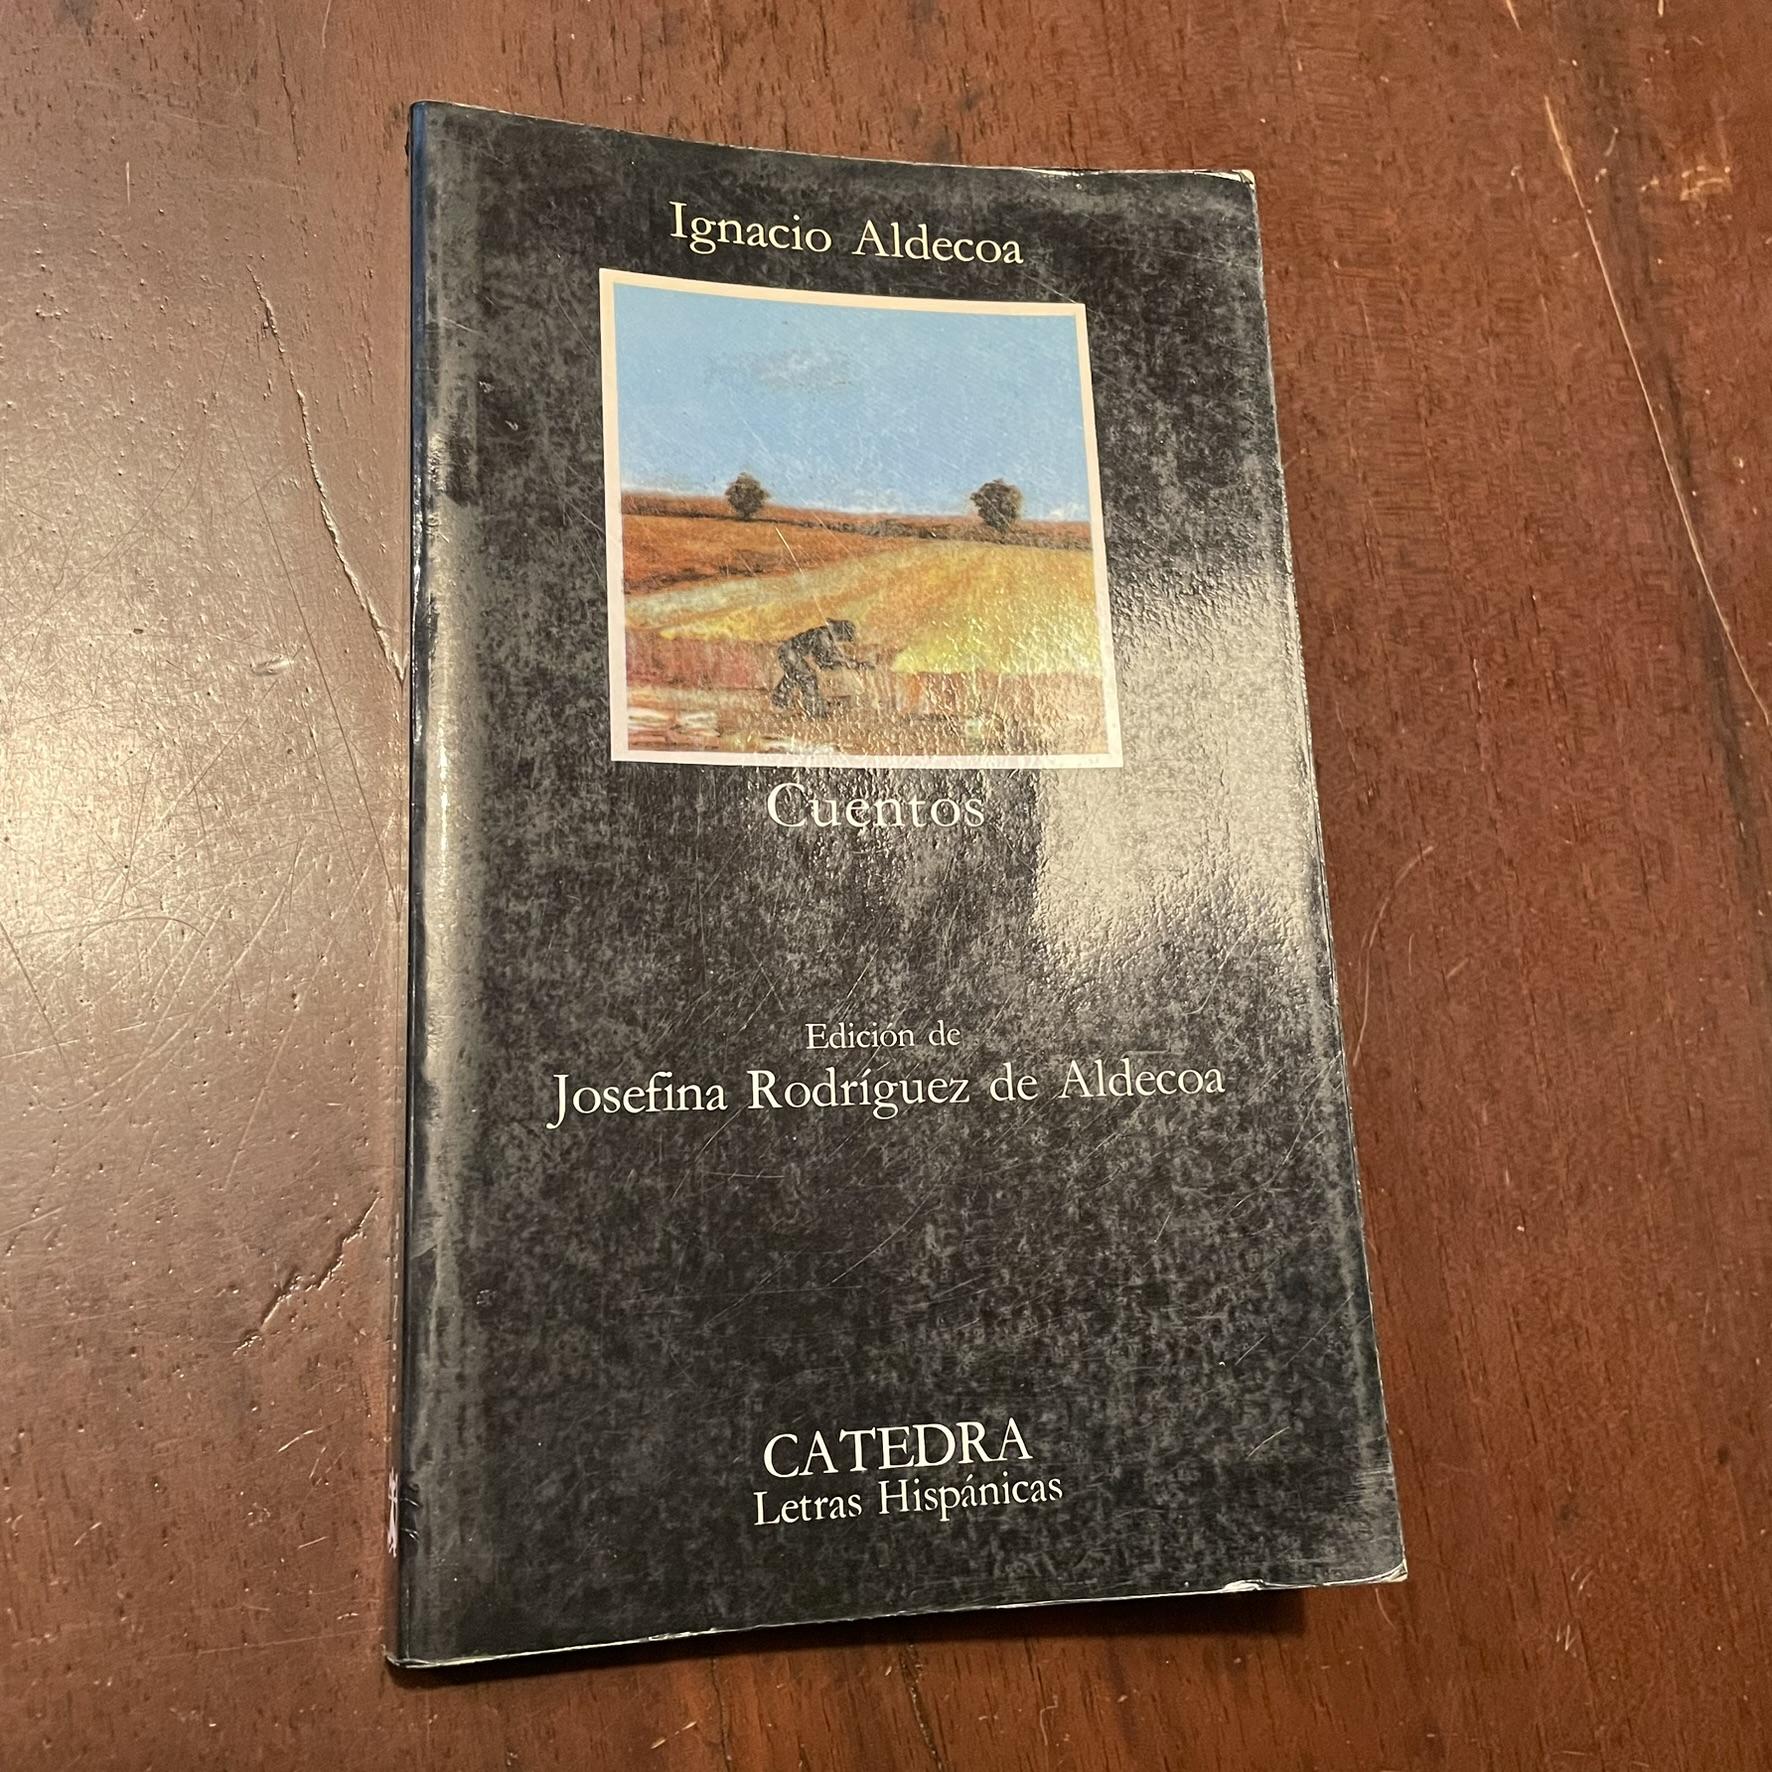 Ignacio Aldecoa
Cuentos
Edición de
Josefina Rodríguez de Aldecoa
CATEDRA
Letras Hispánicas